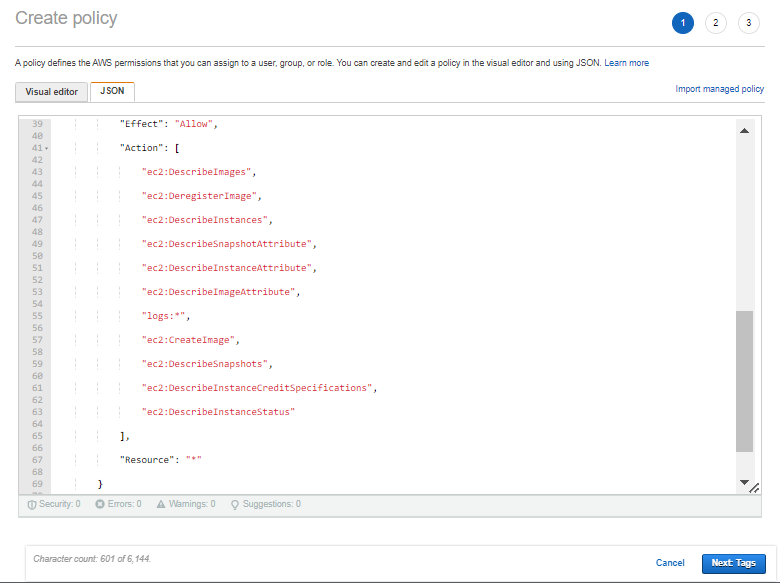 Create policy
1 2 3
A policy defines the AWS permissions that you can assign to a user, group, or role. You can create and edit a policy in the visual editor and using JSON. Learn more
Visual editor JSON Import managed policy
39 "Effect": "Allow",
40
41 "Action": [
42
43 "ec2:DescribeImages",
44
45 "ec2:DeregisterImage",
46
47 "ec2:DescribeInstances",
48
49 "ec2:DescribeSnapshotAttribute",
50
51 "ec2:DescribeInstanceAttribute",
52
53 "ec2:DescribeImageAttribute",
54
55 "logs:*",
56
57 "ec2:CreateImage",
58
59 "ec2:DescribeSnapshots",
60
61 "ec2:DescribeInstanceCreditSpecifications",
62
63 "ec2:DescribeInstanceStatus"
64
65 ],
66
67 "Resource": "*"
68
69 }
Security: 0 Errors: 0 Warnings: 0 Suggestions: 0
Character count: 601 of 6,144.
Cancel Next: Tags